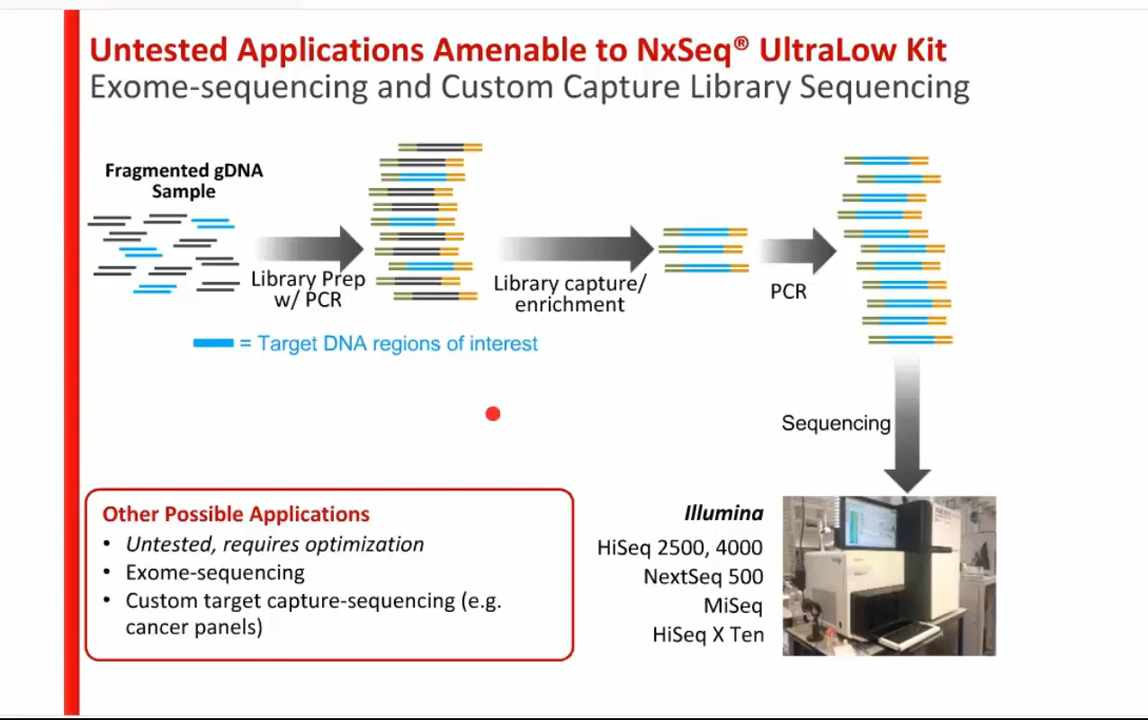 Untested Applications Amenable to NxSeq® UltraLow Kit
Exome-sequencing and Custom Capture Library Sequencing
Fragmented gDNA
Sample
Library Prep
w/ PCR
Library capture/
enrichment
PCR
= Target DNA regions of interest
Sequencing
Other Possible Applications
• Untested, requires optimization
• Exome-sequencing
• Custom target capture-sequencing (e.g.
cancer panels)
Illumina
HiSeq 2500, 4000
NextSeq 500
MiSeq
HiSeq X Ten